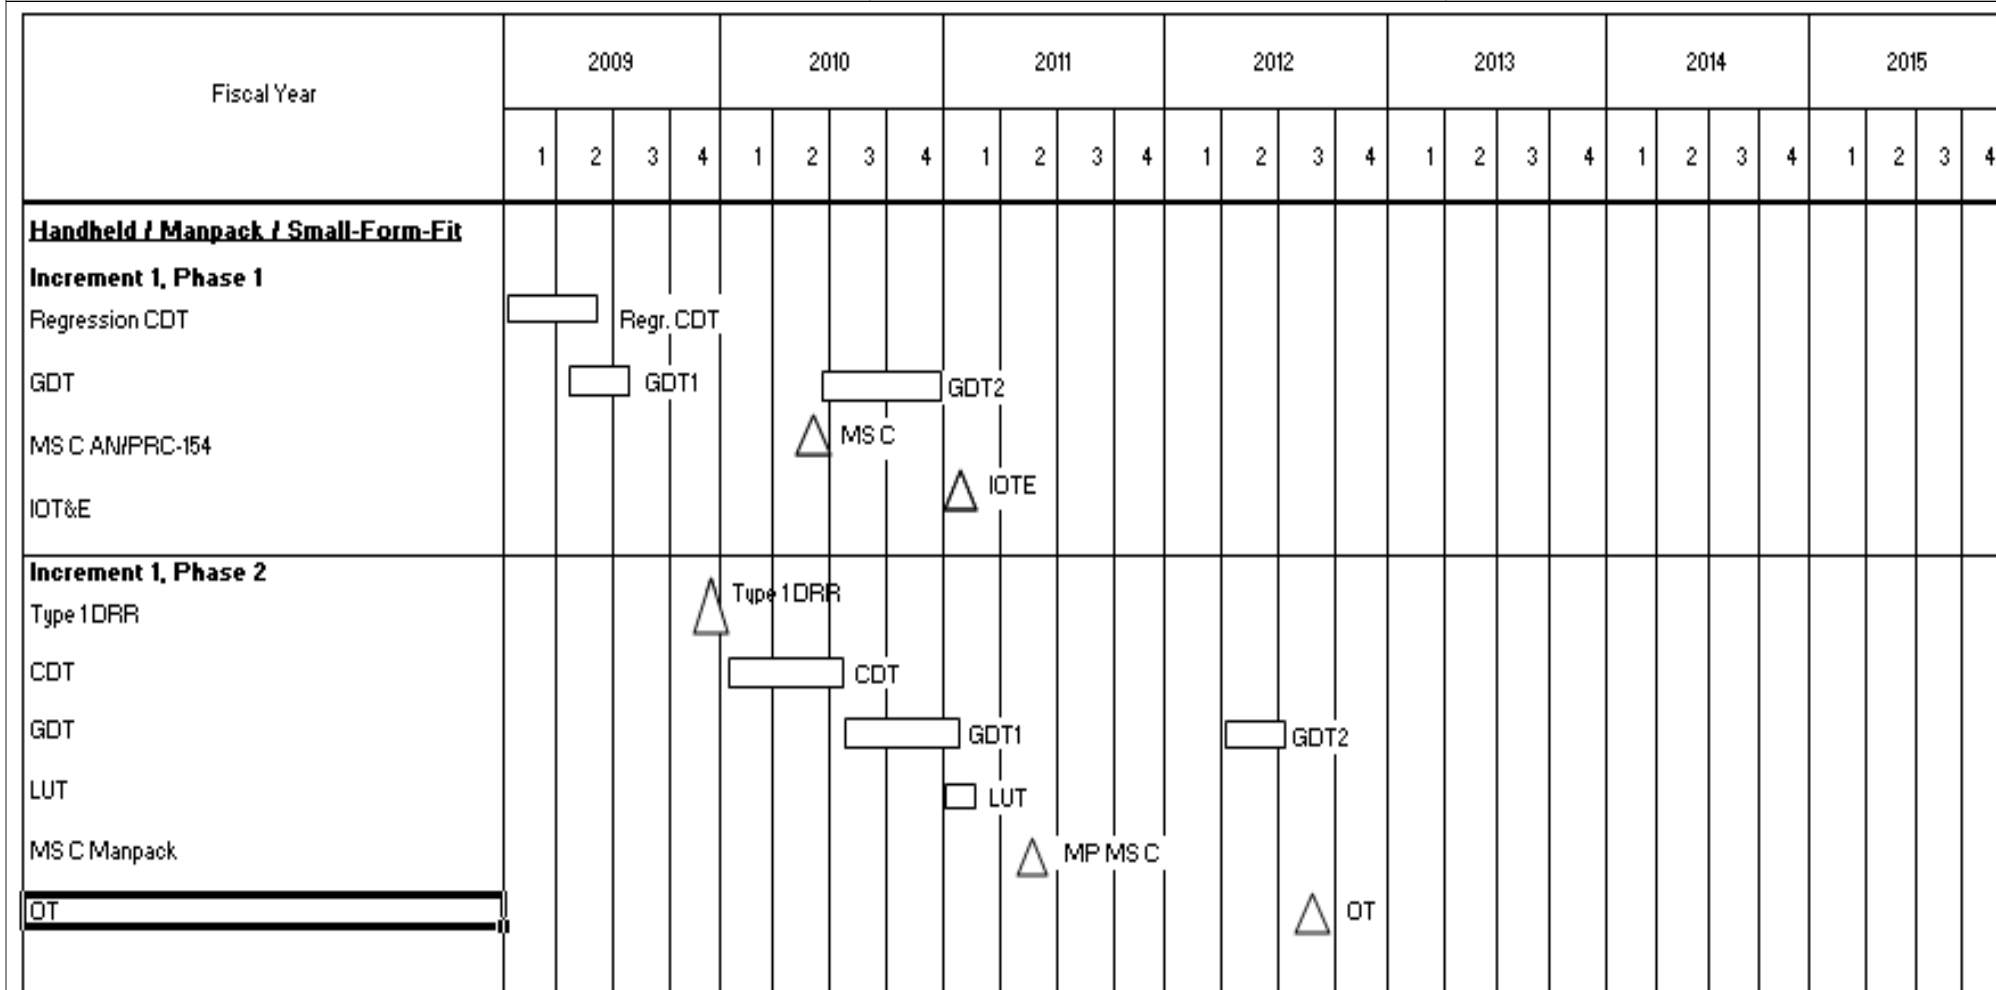 Fiscal Year
2009 2010 2011 2012 2013 2014 2015
1 2 3 4 1 2 3 4 1 2 3 4 1 2 3 4 1 2 3 4 1 2 3 4 1 2 3 4
Handheld / Manpack / Small-Form-Fit
Increment 1, Phase 1
Regression CDT Regr. CDT
GDT GDT1 GDT2
MS C AN/PRC-154 MS C
IOT&E IOTE
Increment 1, Phase 2
Type 1 DRR Type 1 DRR
CDT CDT
GDT GDT1 GDT2
LUT LUT
MS C Manpack MP MS C
OT OT